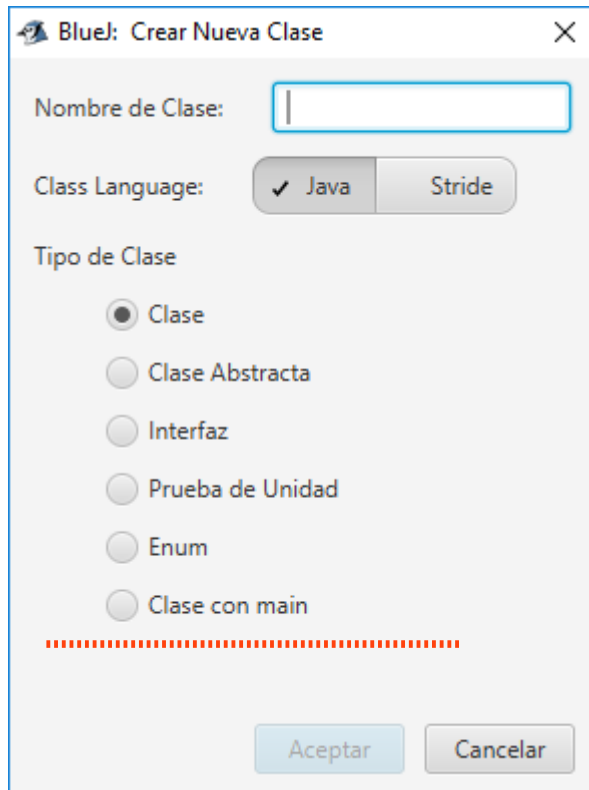 BlueJ: Crear Nueva Clase
Nombre de Clase:
Class Language: Java Stride
Tipo de Clase
Clase
Clase Abstracta
Interfaz
Prueba de Unidad
Enum
Clase con main
Aceptar Cancelar